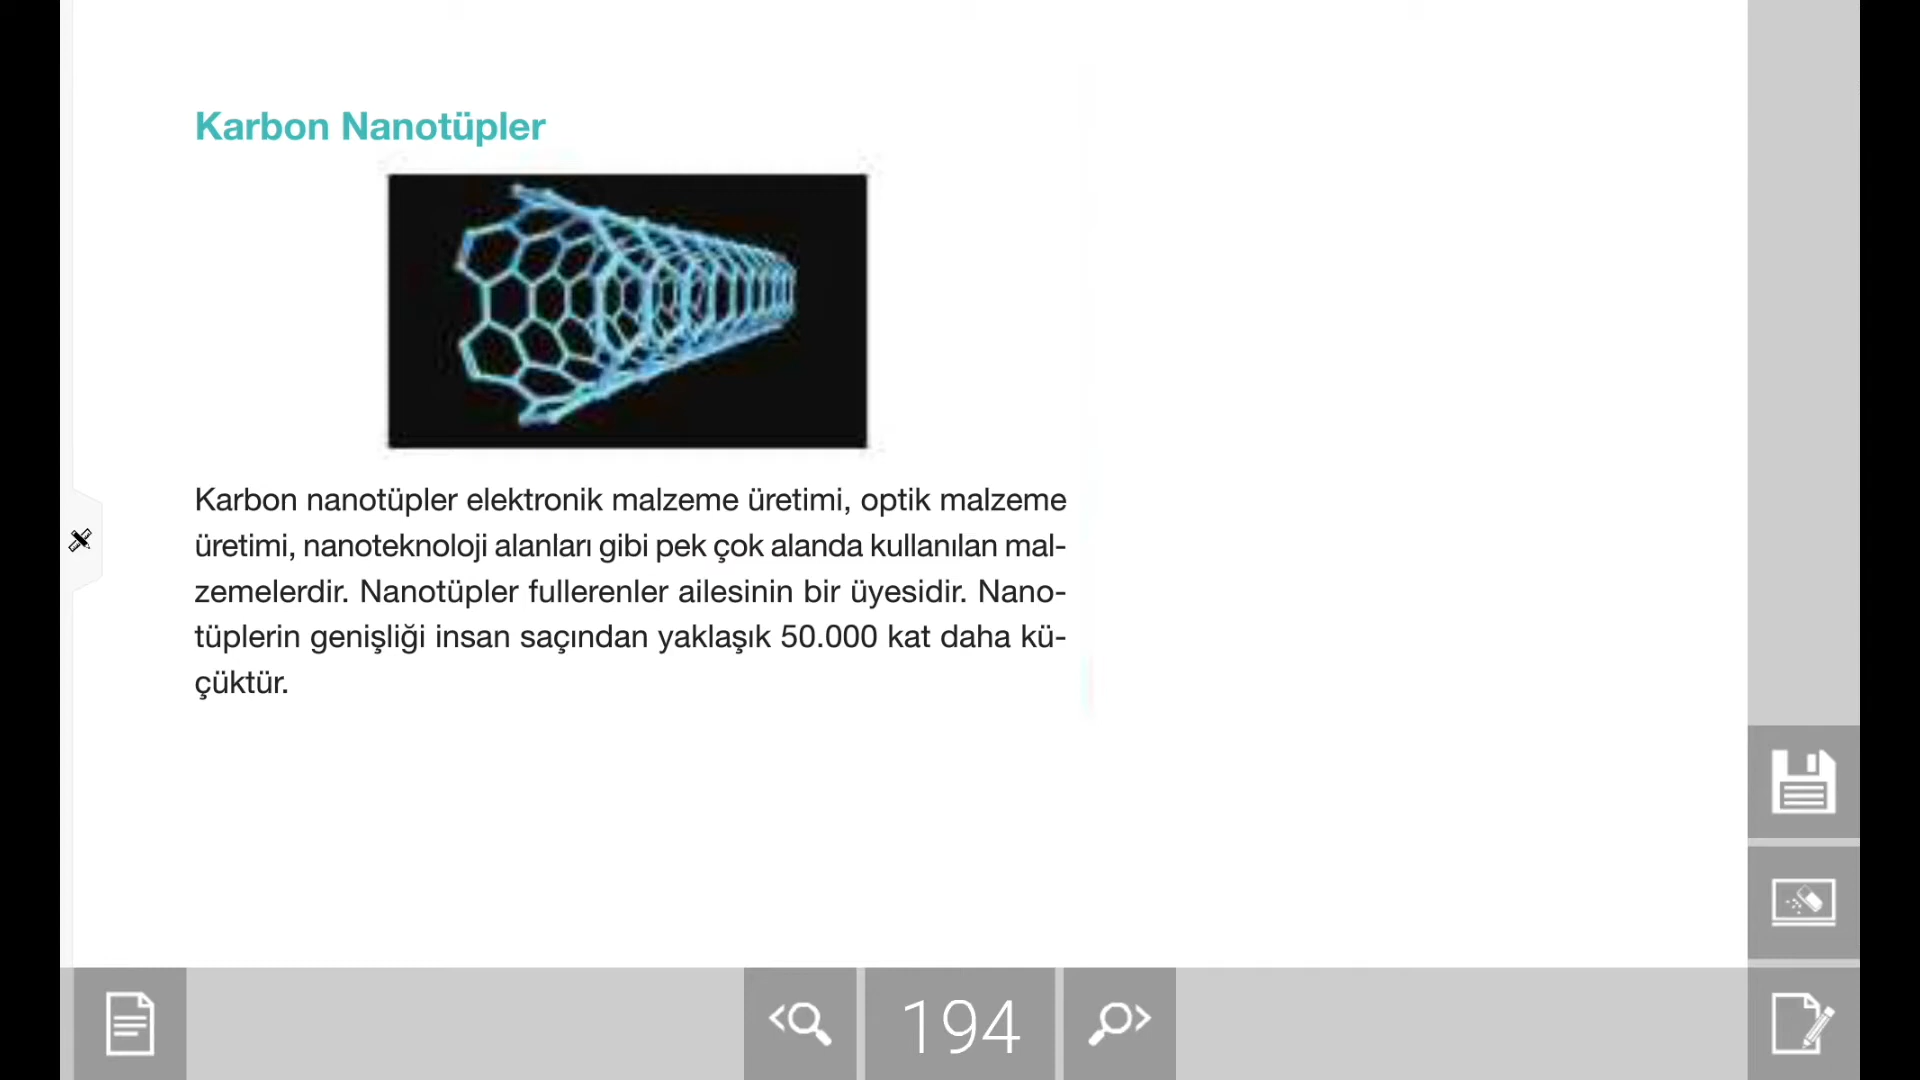 Karbon Nanotüpler
Karbon nanotüpler elektronik malzeme üretimi, optik malzeme
üretimi, nanoteknoloji alanları gibi pek çok alanda kullanılan mal-
zemelerdir. Nanotüpler fullerenler ailesinin bir üyesidir. Nano-
tüplerin genişliği insan saçından yaklaşık 50.000 kat daha kü-
çüktür.
194